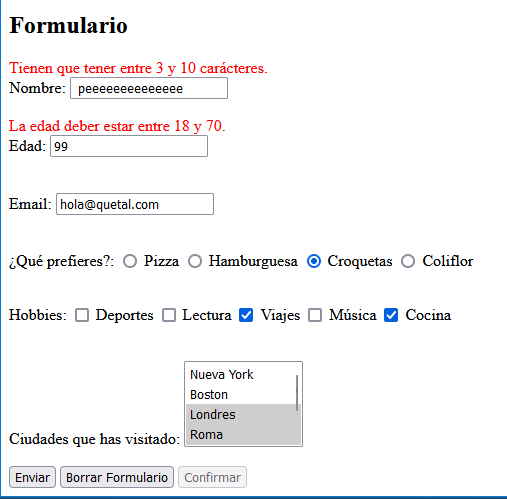 Formulario
Tienen que tener entre 3 y 10 carácteres.
Nombre: peeeeeeeeeeeeee
La edad deber estar entre 18 y 70.
Edad: 99
Email: hola@quetal.com
¿Qué prefieres?: Pizza Hamburguesa Croquetas Coliflor
Hobbies: Deportes Lectura Viajes Música Cocina
Nueva York
Boston
Londres
Roma
Ciudades que has visitado:
Enviar Borrar Formulario Confirmar